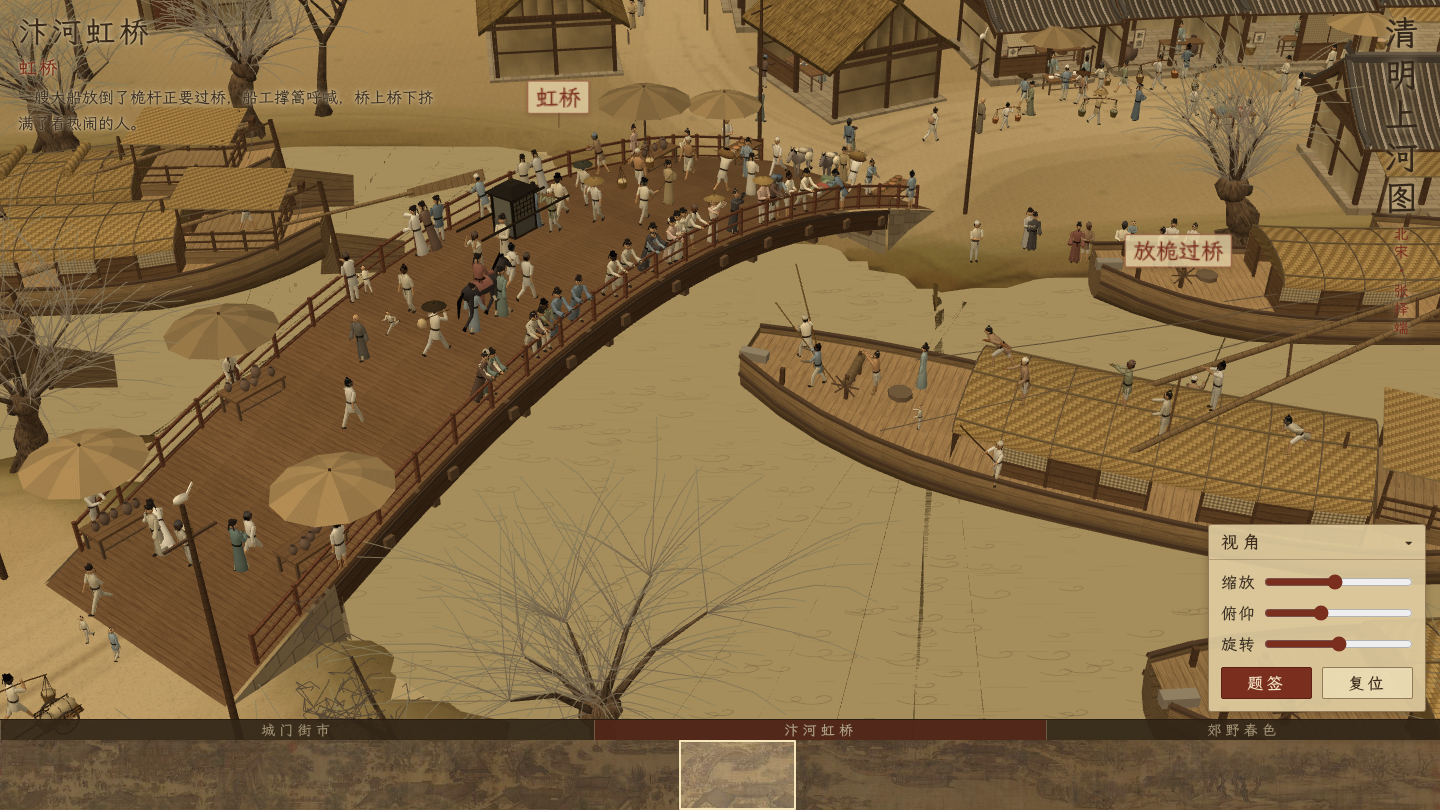 汴河虹桥
虹桥
一艘大船放倒了桅杆正要过桥，船工撑篙呼喊，桥上桥下挤
满了看热闹的人。
虹桥
放桅过桥
清明上河图
北宋
张择端
视角
缩放
俯仰
旋转
题签
复位
城门街市
汴河虹桥
郊野春色